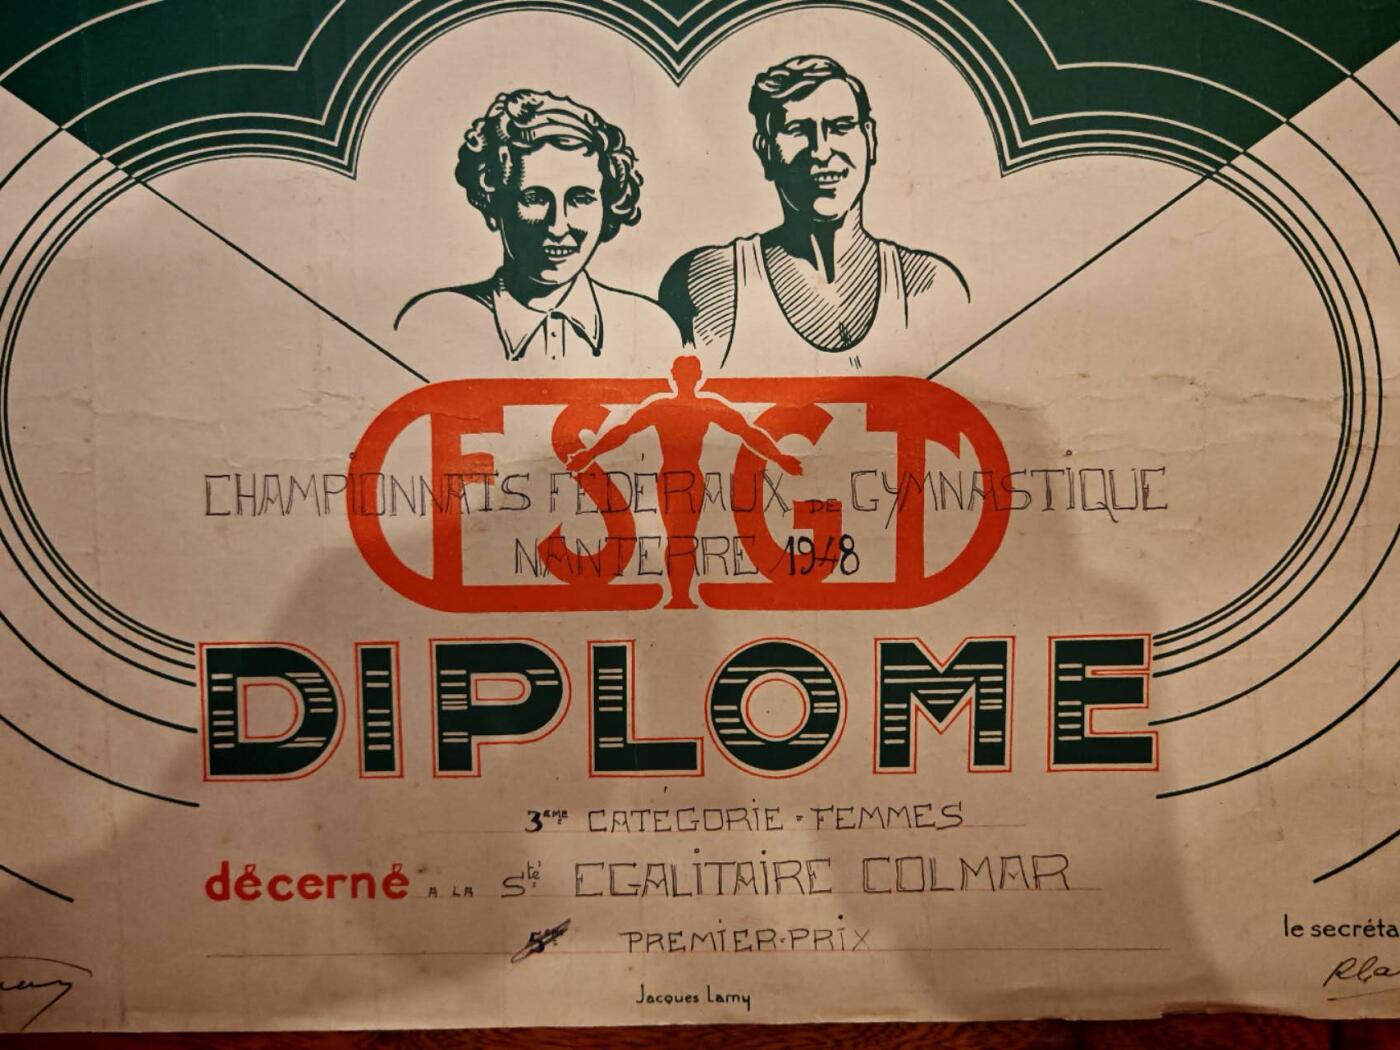 FSGT
CHAMPIONNATS FÉDÉRAUX DE GYMNASTIQUE
NANTERRE 1948
DIPLOME
3ème CATÉGORIE - FEMMES
décerné A LA Sté EGALITAIRE COLMAR
PREMIER-PRIX
le secréta
Jacques Lamy